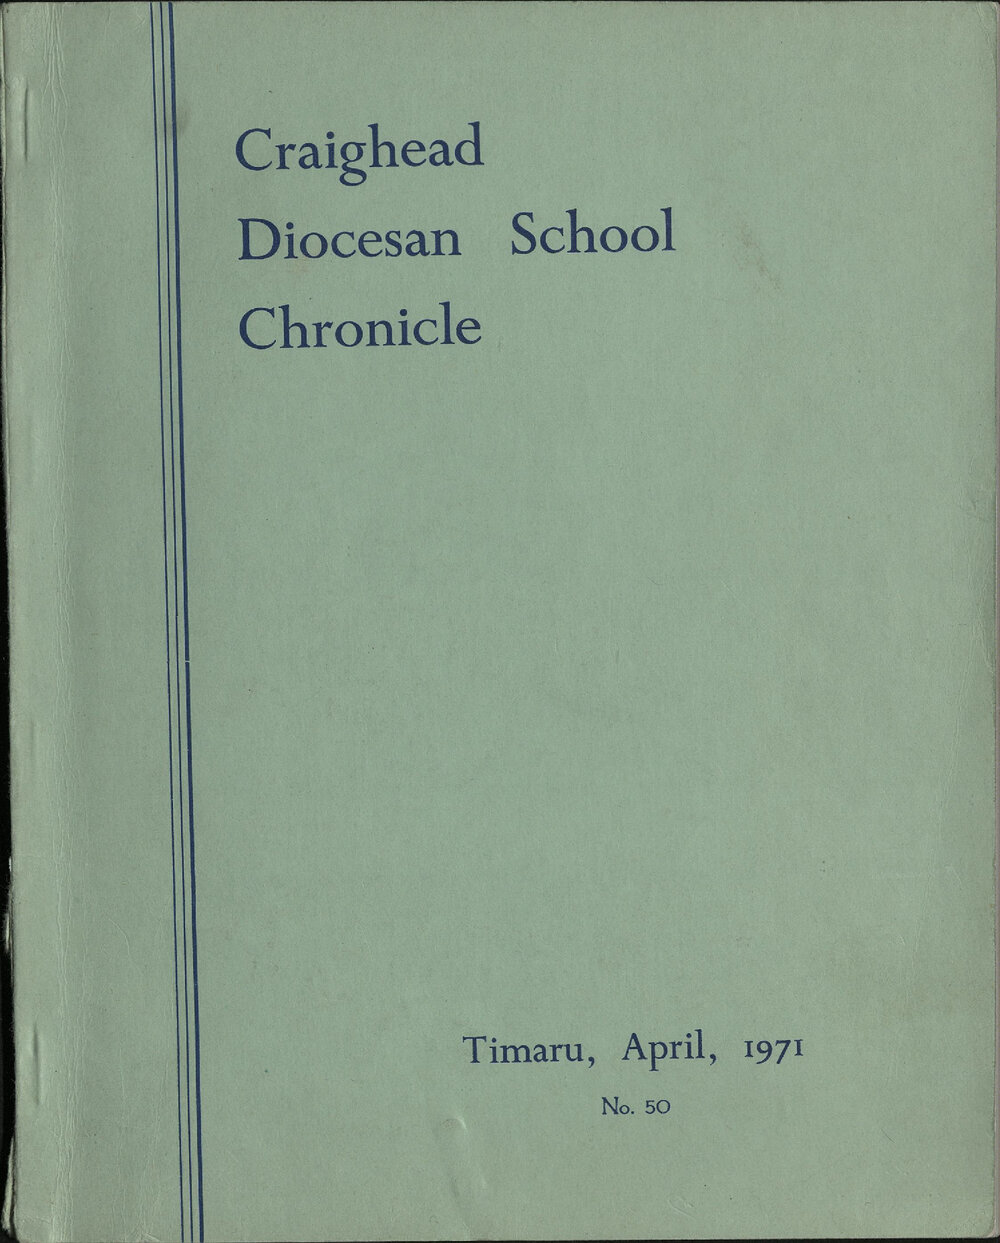 Craighead
Diocesan School
Chronicle
Timaru, April, 1971
No. 50